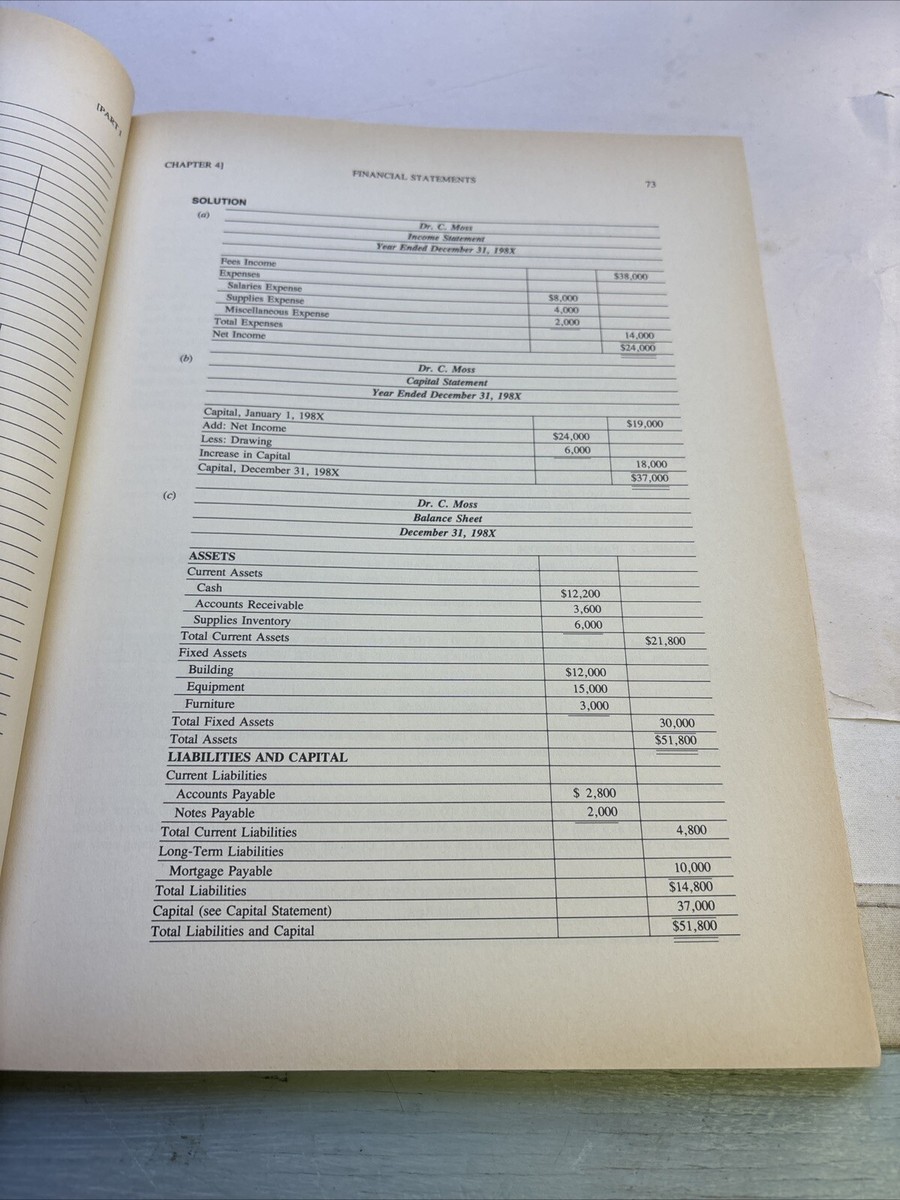 [PART I
CHAPTER 4]
FINANCIAL STATEMENTS
73
SOLUTION
(a)
Dr. C. Moss
Income Statement
Year Ended December 31, 198X
Fees Income $38,000
Expenses
Salaries Expense $8,000
Supplies Expense 4,000
Miscellaneous Expense 2,000
Total Expenses 14,000
Net Income $24,000
(b)
Dr. C. Moss
Capital Statement
Year Ended December 31, 198X
Capital, January 1, 198X $19,000
Add: Net Income $24,000
Less: Drawing 6,000
Increase in Capital 18,000
Capital, December 31, 198X $37,000
(c)
Dr. C. Moss
Balance Sheet
December 31, 198X
ASSETS
Current Assets
Cash $12,200
Accounts Receivable 3,600
Supplies Inventory 6,000
Total Current Assets $21,800
Fixed Assets
Building $12,000
Equipment 15,000
Furniture 3,000
Total Fixed Assets 30,000
Total Assets $51,800
LIABILITIES AND CAPITAL
Current Liabilities
Accounts Payable $ 2,800
Notes Payable 2,000
Total Current Liabilities 4,800
Long-Term Liabilities
Mortgage Payable 10,000
Total Liabilities $14,800
Capital (see Capital Statement) 37,000
Total Liabilities and Capital $51,800